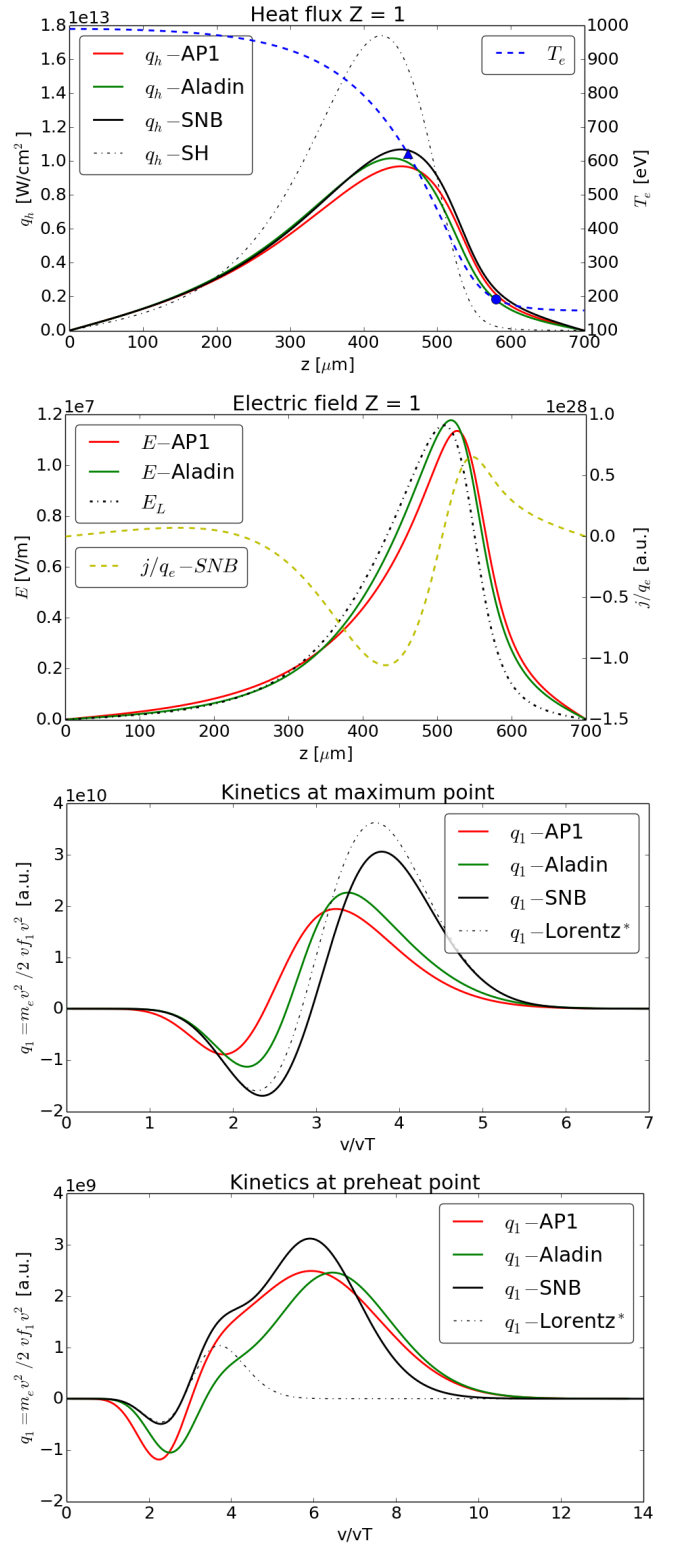 Heat flux Z = 1
1e13
1.8
1.6
1.4
1.2
1.0
0.8
0.6
0.4
0.2
0.0
q_h [W/cm²]
q_h−AP1
q_h−Aladin
q_h−SNB
q_h−SH
T_e
1000
900
800
700
600
500
400
300
200
100
T_e [eV]
0 100 200 300 400 500 600 700
z [μm]
Electric field Z = 1
1e7
1e28
1.2
1.0
0.8
0.6
0.4
0.2
0.0
E [V/m]
E−AP1
E−Aladin
E_L
j/q_e−SNB
1.0
0.5
0.0
−0.5
−1.0
−1.5
j/q_e [a.u.]
0 100 200 300 400 500 600 700
z [μm]
Kinetics at maximum point
1e10
4
3
2
1
0
−1
−2
q_1 = m_e v² /2 v f_1 v² [a.u.]
q_1−AP1
q_1−Aladin
q_1−SNB
q_1−Lorentz*
0 1 2 3 4 5 6 7
v/vT
Kinetics at preheat point
1e9
4
3
2
1
0
−1
−2
q_1 = m_e v² /2 v f_1 v² [a.u.]
q_1−AP1
q_1−Aladin
q_1−SNB
q_1−Lorentz*
0 2 4 6 8 10 12 14
v/vT